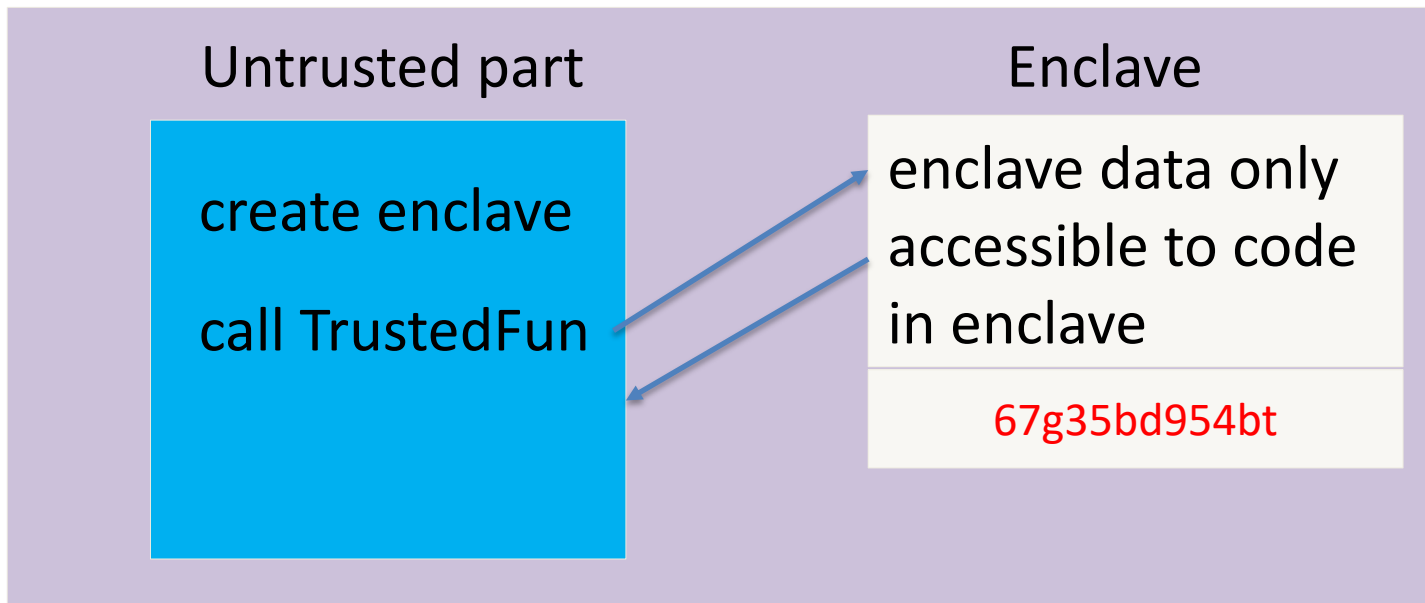 Untrusted part
create enclave
call TrustedFun
Enclave
enclave data only
accessible to code
in enclave
67g35bd954bt